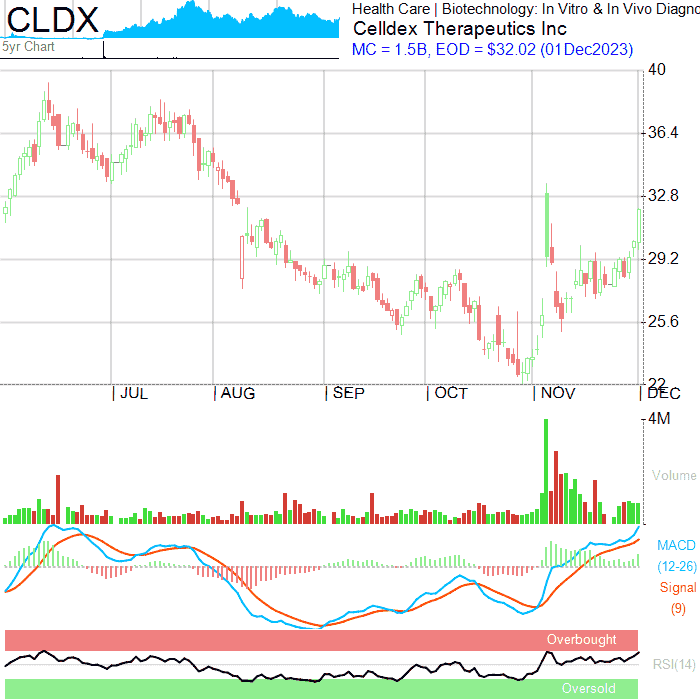 CLDX
5yr Chart
Health Care | Biotechnology: In Vitro & In Vivo Diagno
Celldex Therapeutics Inc
MC = 1.5B, EOD = $32.02 (01Dec2023)
40
36.4
32.8
29.2
25.6
22
| JUL | AUG | SEP | OCT | NOV | DEC
4M
Volume
MACD
(12-26)
Signal
(9)
Overbought
RSI(14)
Oversold